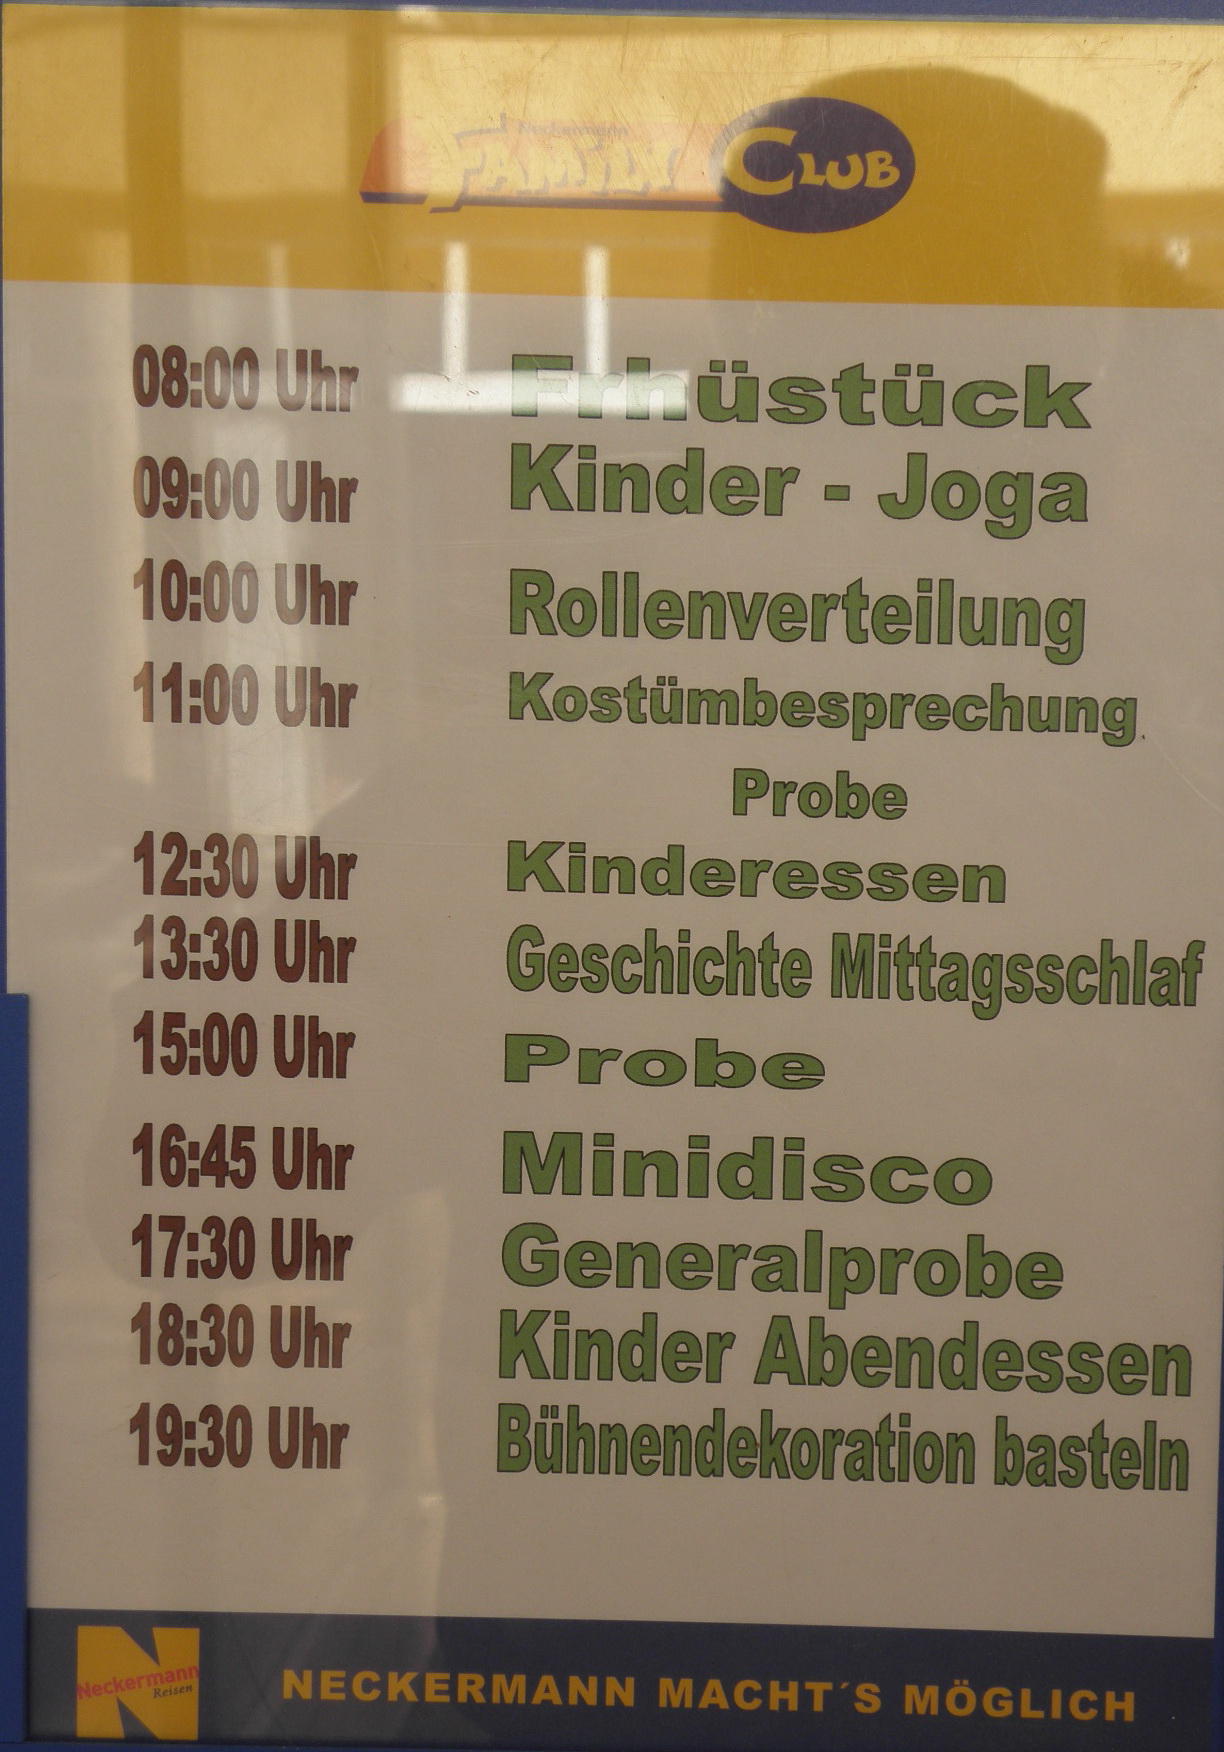 Neckermann
FAMILY CLUB
08:00 Uhr Frhüstück
09:00 Uhr Kinder - Joga
10:00 Uhr Rollenverteilung
11:00 Uhr Kostümbesprechung
Probe
12:30 Uhr Kinderessen
13:30 Uhr Geschichte Mittagsschlaf
15:00 Uhr Probe
16:45 Uhr Minidisco
17:30 Uhr Generalprobe
18:30 Uhr Kinder Abendessen
19:30 Uhr Bühnendekoration basteln
Neckermann
Reisen
NECKERMANN MACHT´S MÖGLICH